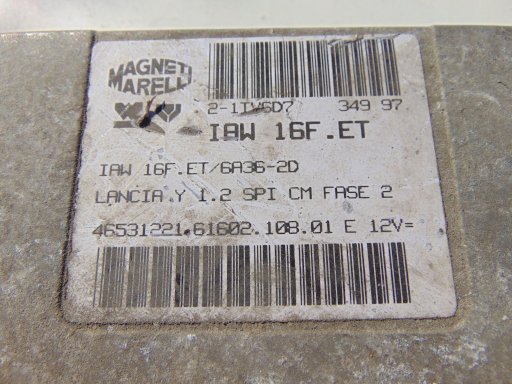 MAGNETI
MARELLI
2-1TV6D7 349 97
IAW 16F.ET
IAW 16F.ET/6A36-2D
LANCIA Y 1.2 SPI CM FASE 2
46531221.61602.108.01 E 12V=